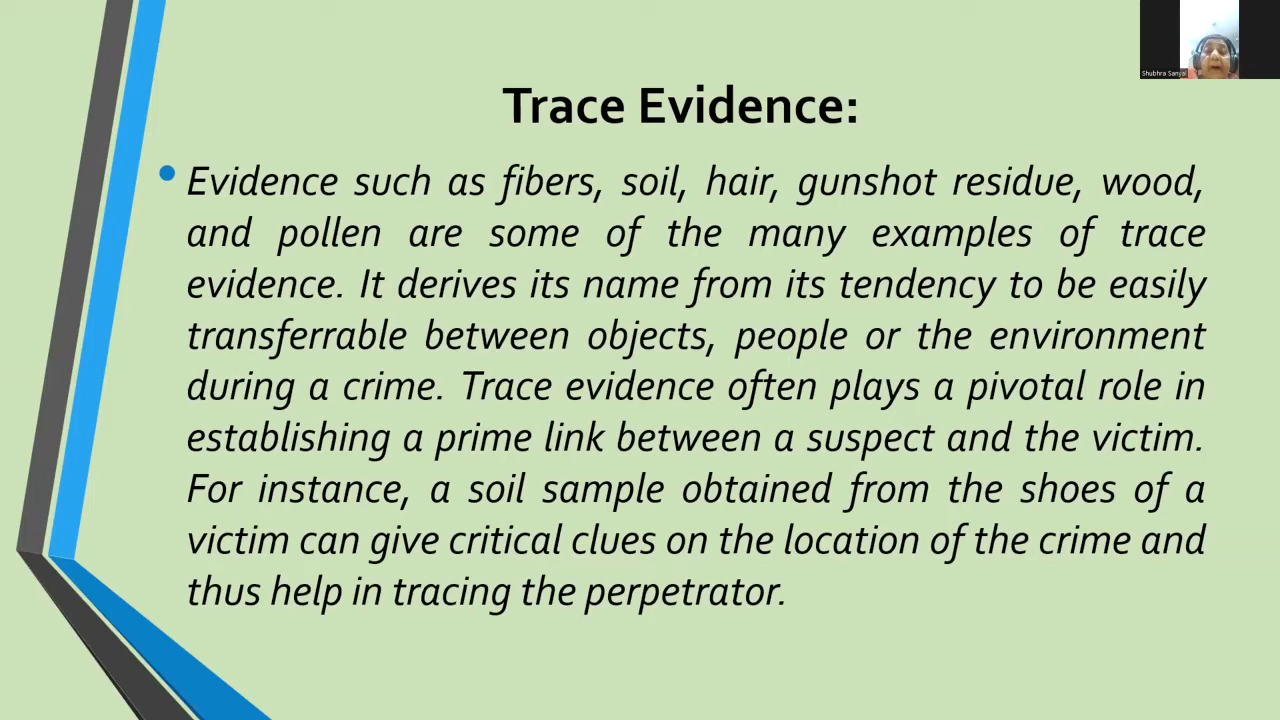 Shubhra Sanyal
Trace Evidence:
• Evidence such as fibers, soil, hair, gunshot residue, wood,
and pollen are some of the many examples of trace
evidence. It derives its name from its tendency to be easily
transferrable between objects, people or the environment
during a crime. Trace evidence often plays a pivotal role in
establishing a prime link between a suspect and the victim.
For instance, a soil sample obtained from the shoes of a
victim can give critical clues on the location of the crime and
thus help in tracing the perpetrator.